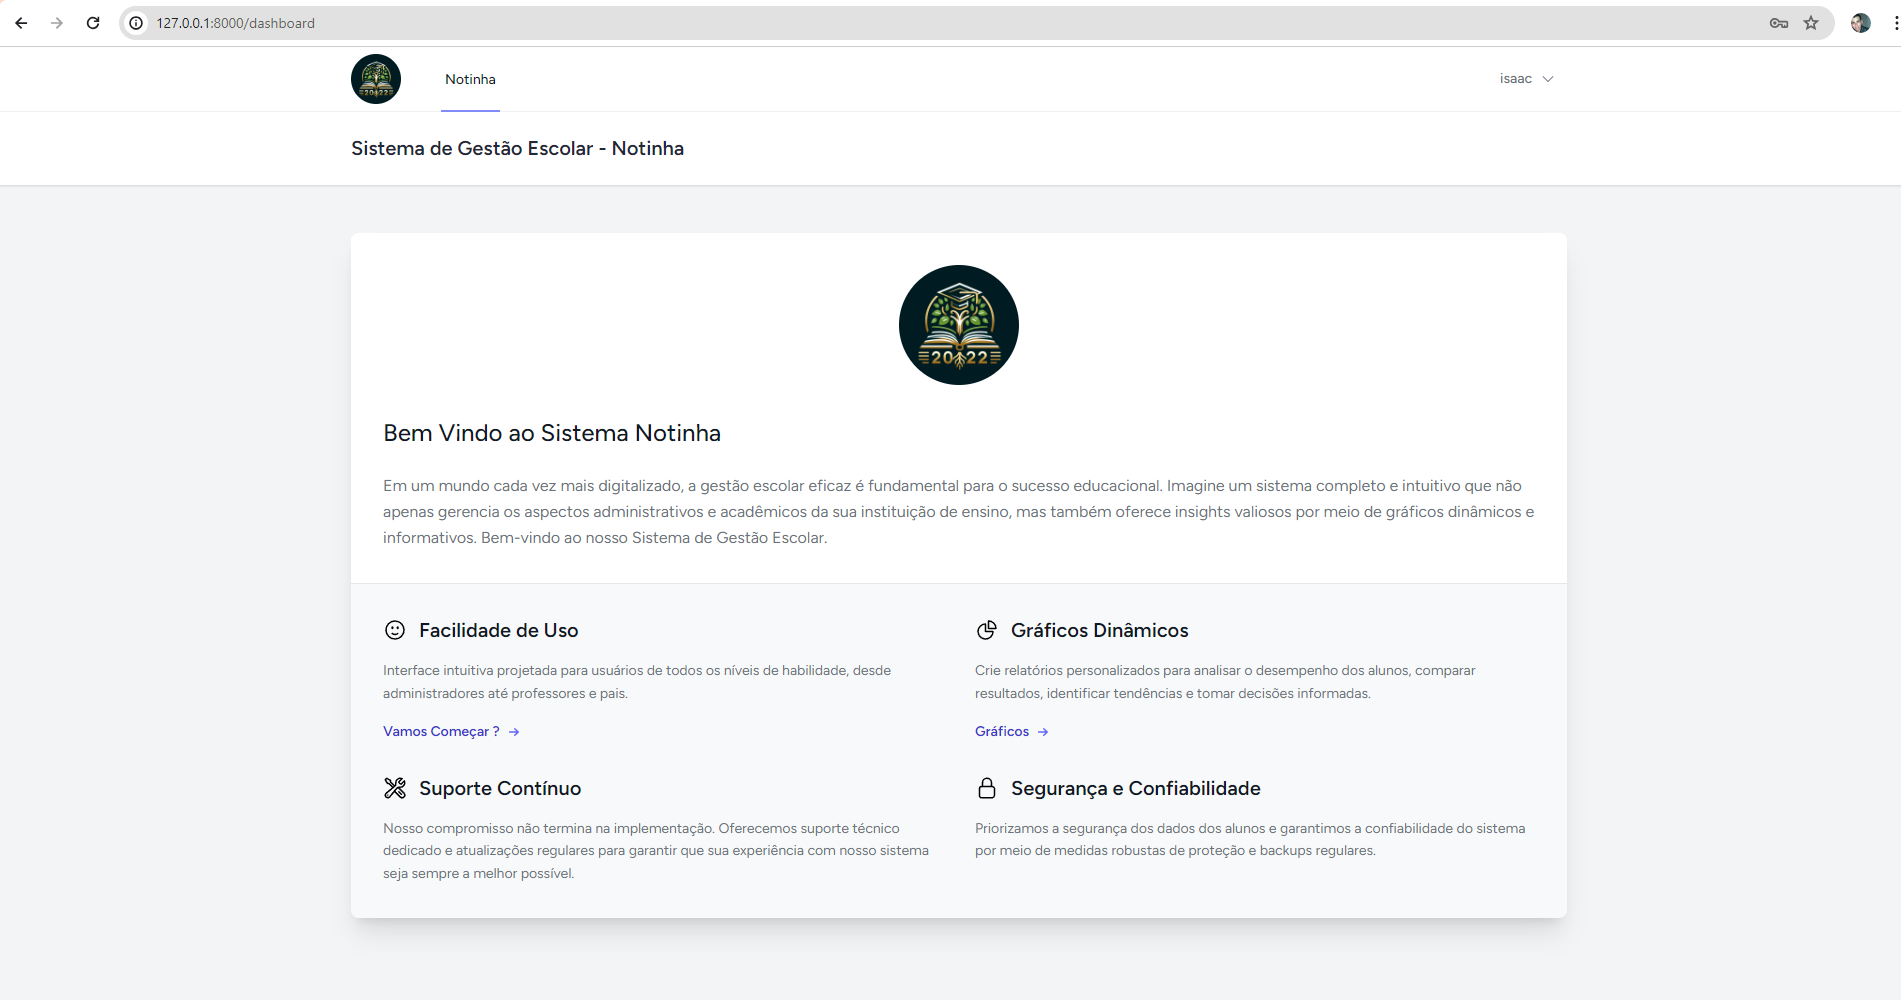 127.0.0.1:8000/dashboard
2022
Notinha
isaac
Sistema de Gestão Escolar - Notinha
2022
Bem Vindo ao Sistema Notinha
Em um mundo cada vez mais digitalizado, a gestão escolar eficaz é fundamental para o sucesso educacional. Imagine um sistema completo e intuitivo que não
apenas gerencia os aspectos administrativos e acadêmicos da sua instituição de ensino, mas também oferece insights valiosos por meio de gráficos dinâmicos e
informativos. Bem-vindo ao nosso Sistema de Gestão Escolar.
Facilidade de Uso
Interface intuitiva projetada para usuários de todos os níveis de habilidade, desde
administradores até professores e pais.
Vamos Começar ?
Gráficos Dinâmicos
Crie relatórios personalizados para analisar o desempenho dos alunos, comparar
resultados, identificar tendências e tomar decisões informadas.
Gráficos
Suporte Contínuo
Nosso compromisso não termina na implementação. Oferecemos suporte técnico
dedicado e atualizações regulares para garantir que sua experiência com nosso sistema
seja sempre a melhor possível.
Segurança e Confiabilidade
Priorizamos a segurança dos dados dos alunos e garantimos a confiabilidade do sistema
por meio de medidas robustas de proteção e backups regulares.